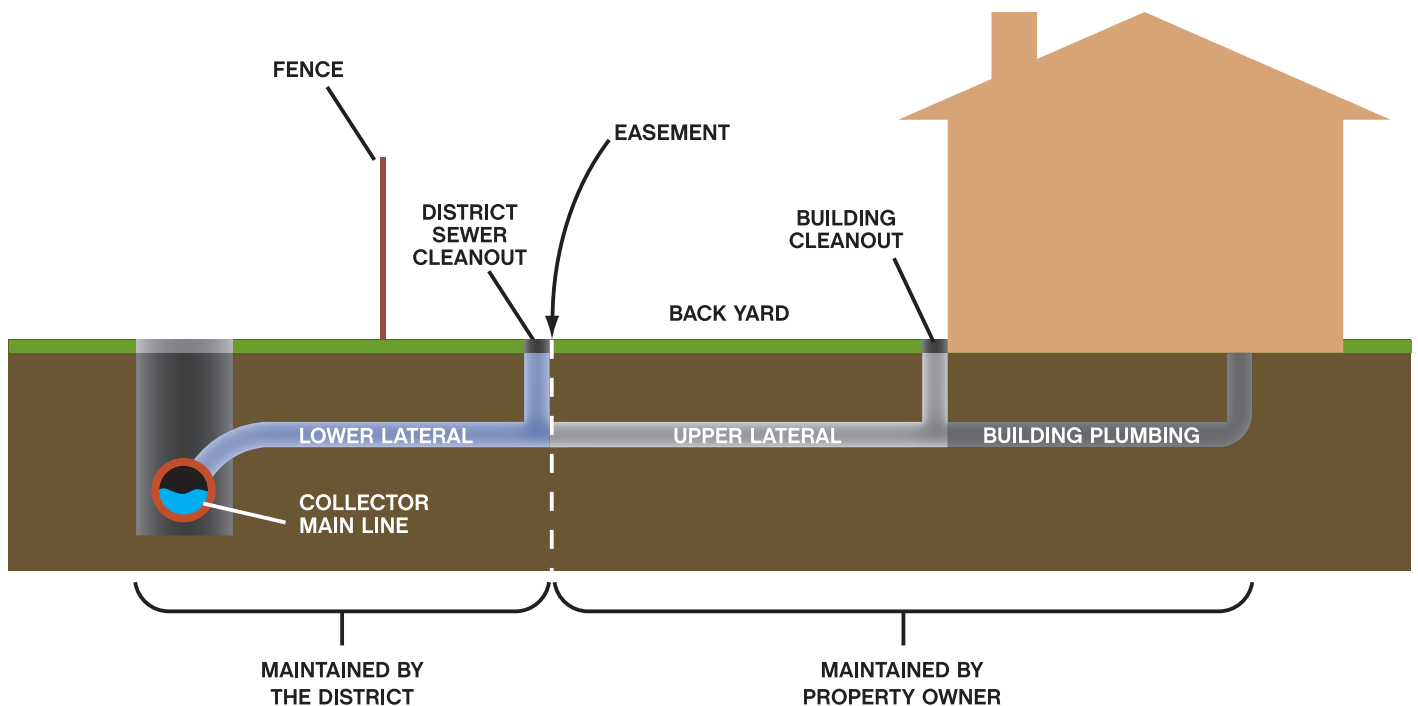 FENCE
EASEMENT
DISTRICT
SEWER
CLEANOUT
BUILDING
CLEANOUT
BACK YARD
LOWER LATERAL
UPPER LATERAL
BUILDING PLUMBING
COLLECTOR
MAIN LINE
MAINTAINED BY
THE DISTRICT
MAINTAINED BY
PROPERTY OWNER